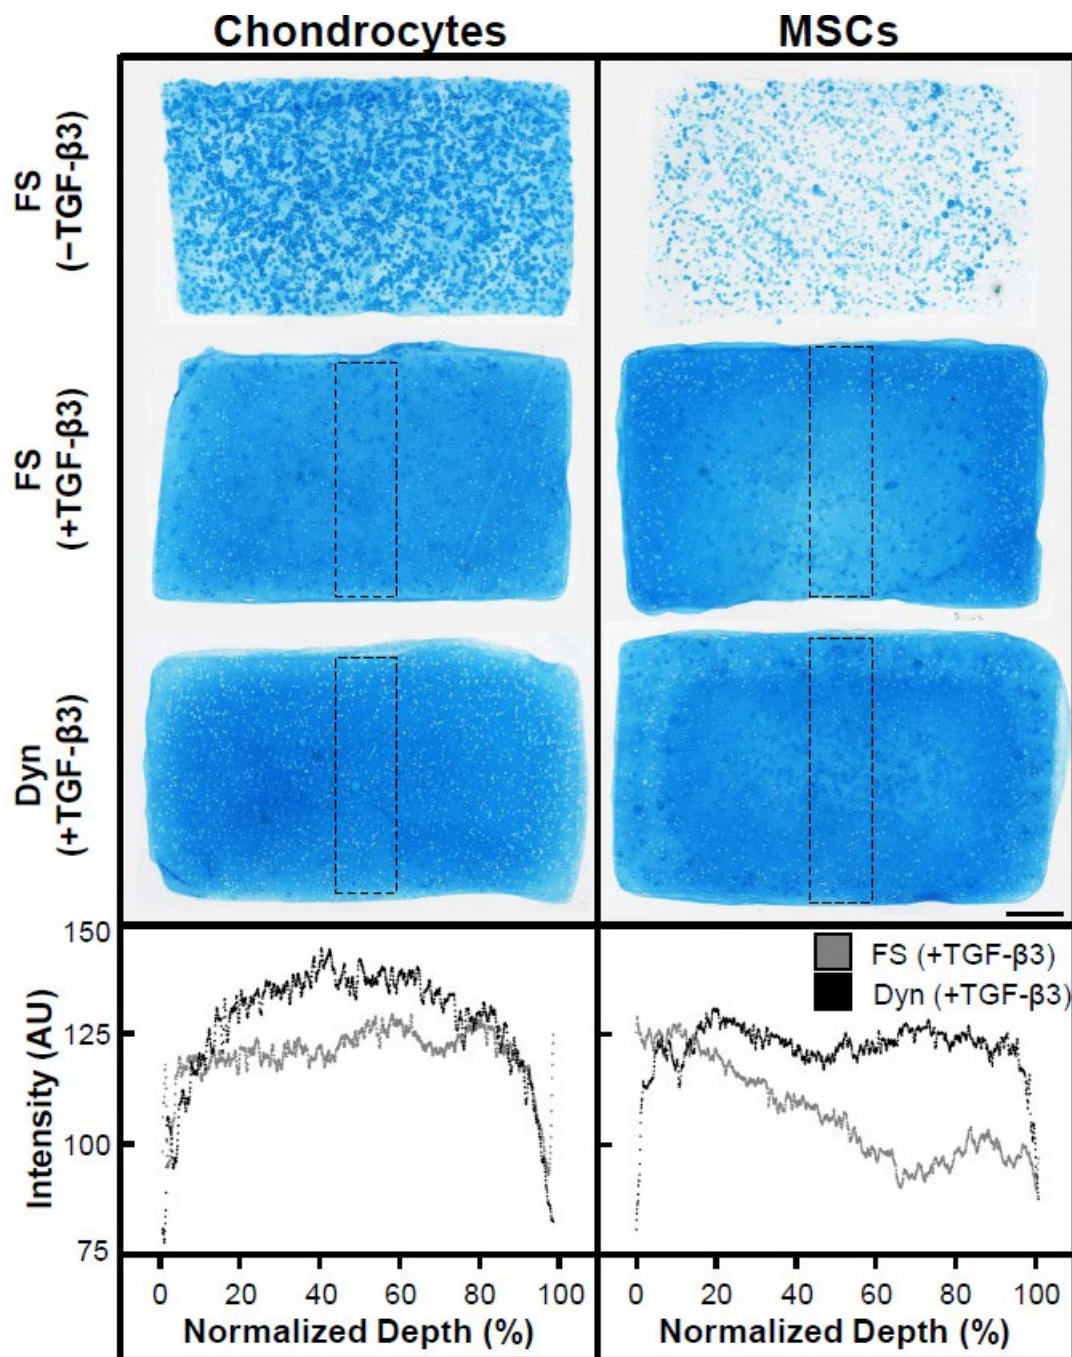 Chondrocytes
MSCs
FS
(−TGF-β3)
FS
(+TGF-β3)
Dyn
(+TGF-β3)
150
125
100
75
Intensity (AU)
FS (+TGF-β3)
Dyn (+TGF-β3)
0 20 40 60 80 100
0 20 40 60 80 100
Normalized Depth (%)
Normalized Depth (%)